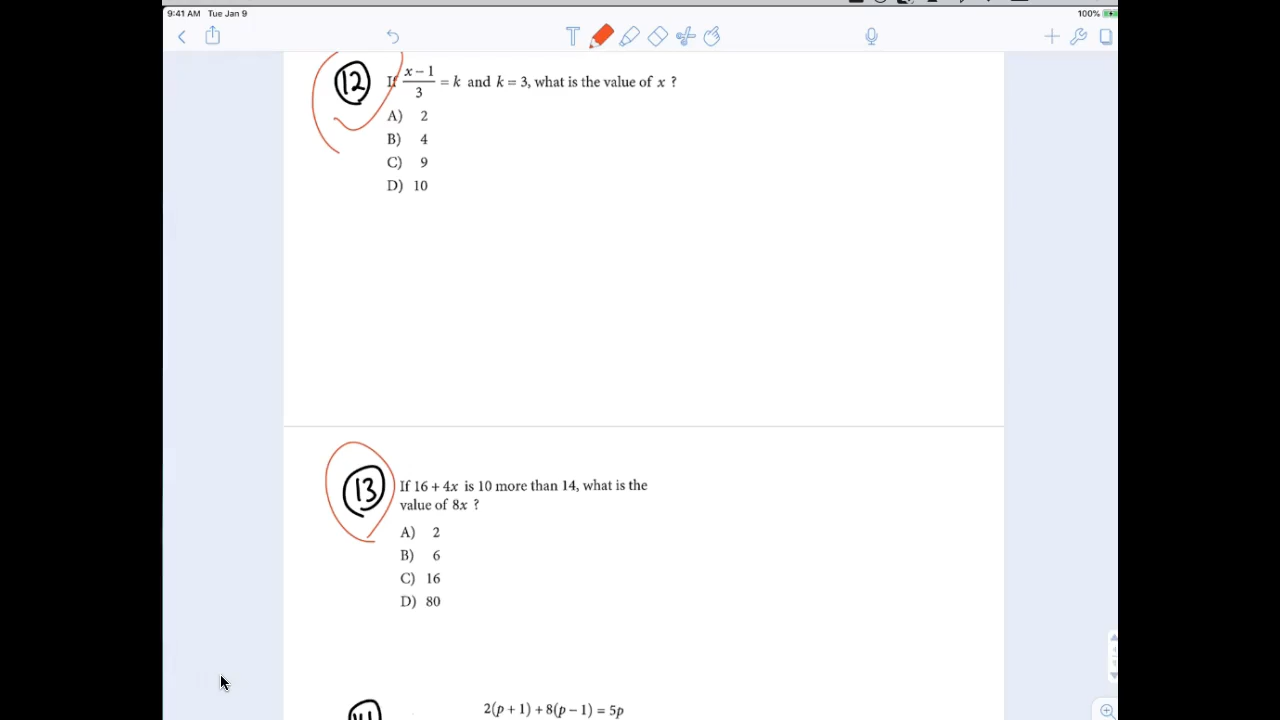 9:41 AM Tue Jan 9
100%
12 If x − 1 / 3 = k and k = 3, what is the value of x ?
A) 2
B) 4
C) 9
D) 10
13 If 16 + 4x is 10 more than 14, what is the
value of 8x ?
A) 2
B) 6
C) 16
D) 80
2(p + 1) + 8(p − 1) = 5p